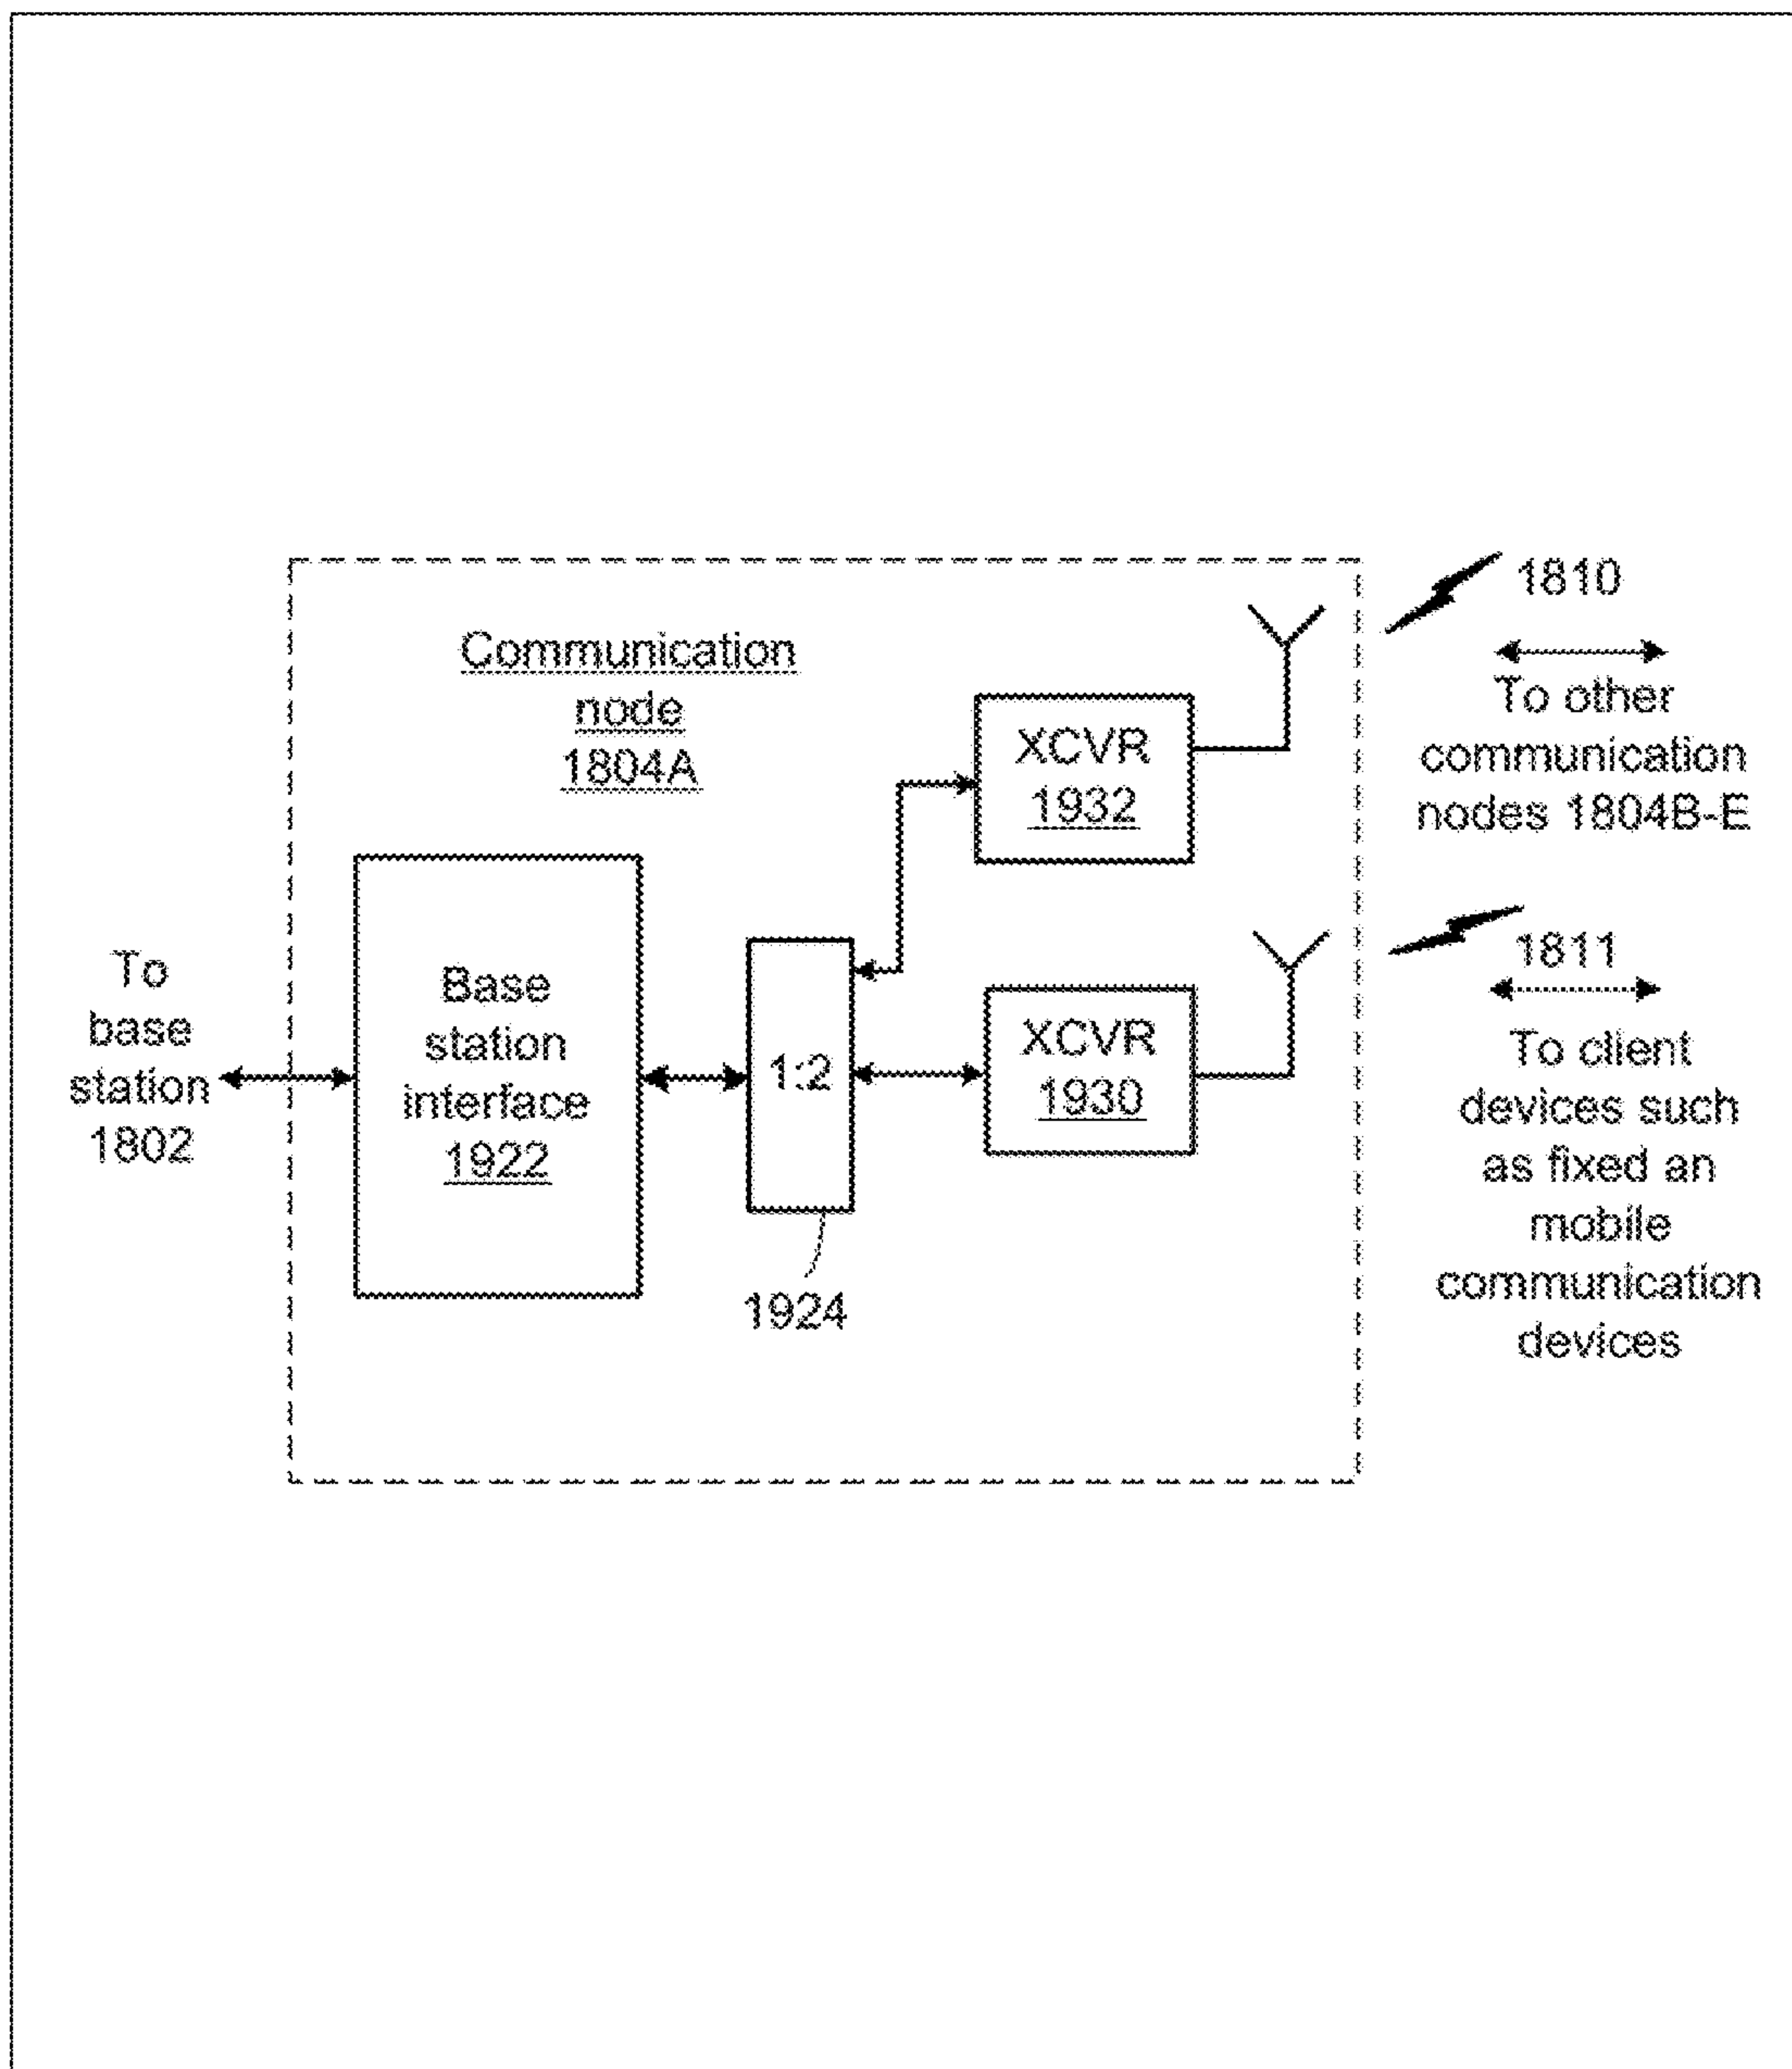 Communication
node
1804A
To
base
station
1802
Base
station
interface
1922
1:2
1924
XCVR
1932
XCVR
1930
1810
To other
communication
nodes 1804B-E
1811
To client
devices such
as fixed an
mobile
communication
devices